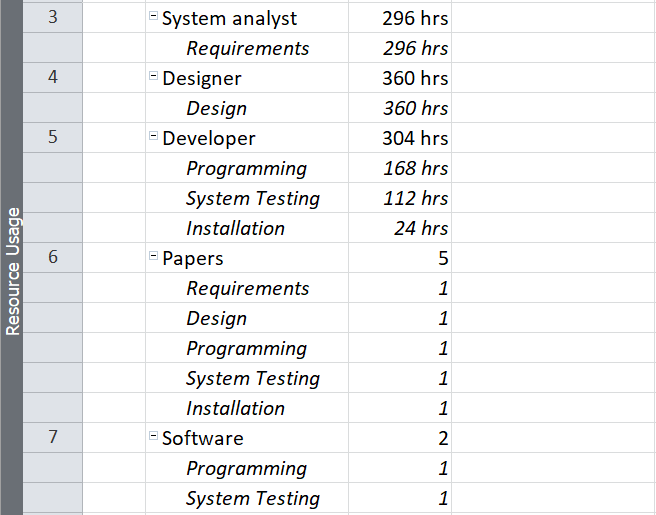 Resource Usage
3 System analyst 296 hrs
Requirements 296 hrs
4 Designer 360 hrs
Design 360 hrs
5 Developer 304 hrs
Programming 168 hrs
System Testing 112 hrs
Installation 24 hrs
6 Papers 5
Requirements 1
Design 1
Programming 1
System Testing 1
Installation 1
7 Software 2
Programming 1
System Testing 1